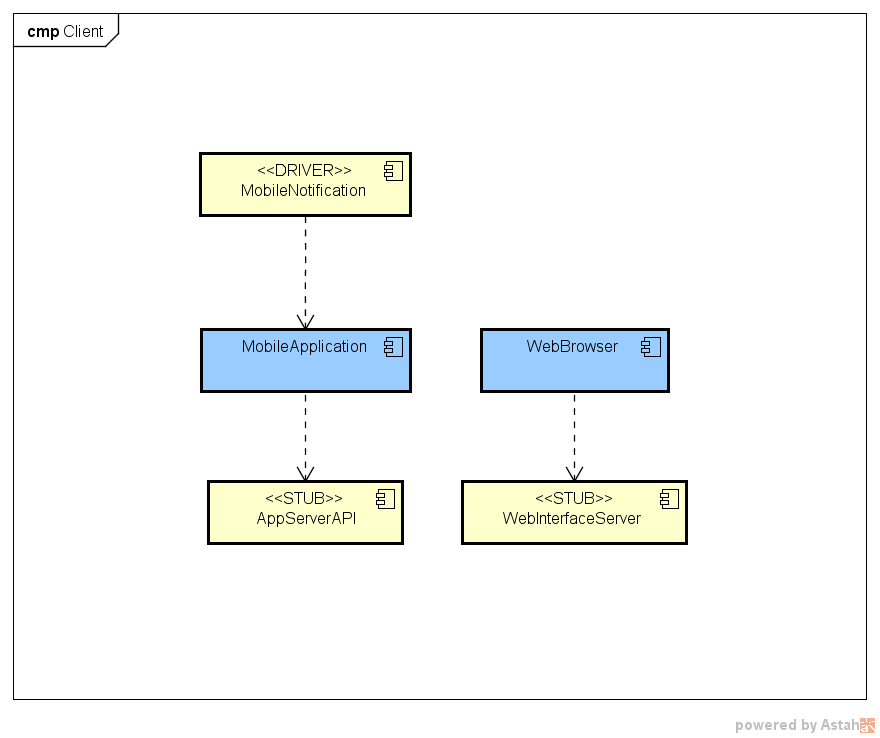 cmp Client
<<DRIVER>>
MobileNotification
MobileApplication
WebBrowser
<<STUB>>
AppServerAPI
<<STUB>>
WebInterfaceServer
powered by Astah